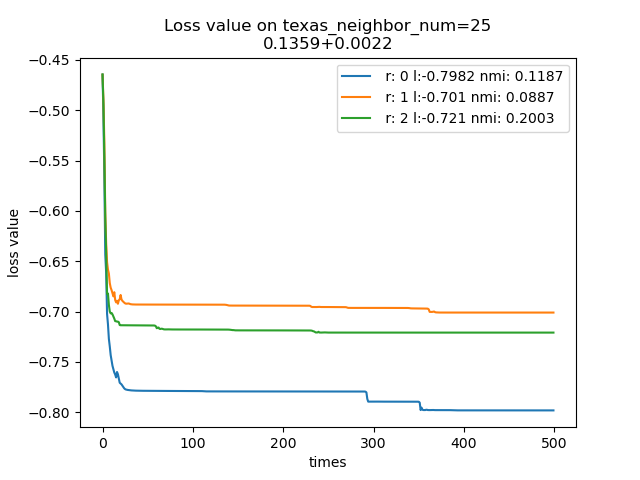 Loss value on texas_neighbor_num=25
0.1359+0.0022
r: 0 l:-0.7982 nmi: 0.1187
r: 1 l:-0.701 nmi: 0.0887
r: 2 l:-0.721 nmi: 0.2003
−0.45
−0.50
−0.55
−0.60
−0.65
−0.70
−0.75
−0.80
loss value
0 100 200 300 400 500
times